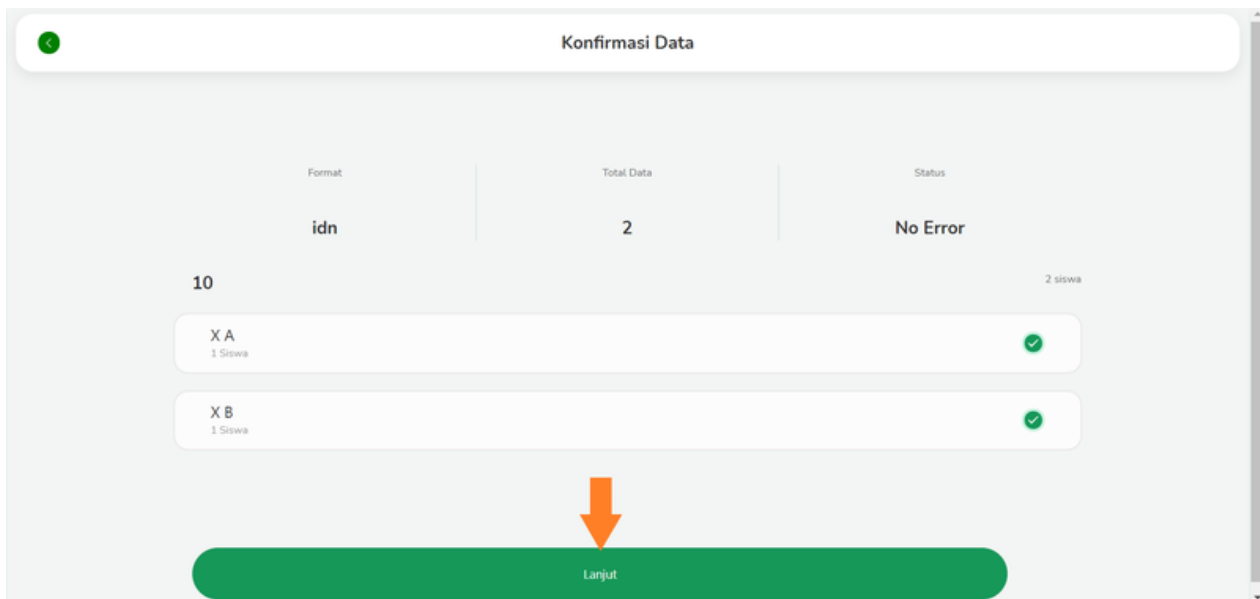 Konfirmasi Data
Format
Total Data
Status
idn
2
No Error
10
2 siswa
X A
1 Siswa
X B
1 Siswa
Lanjut